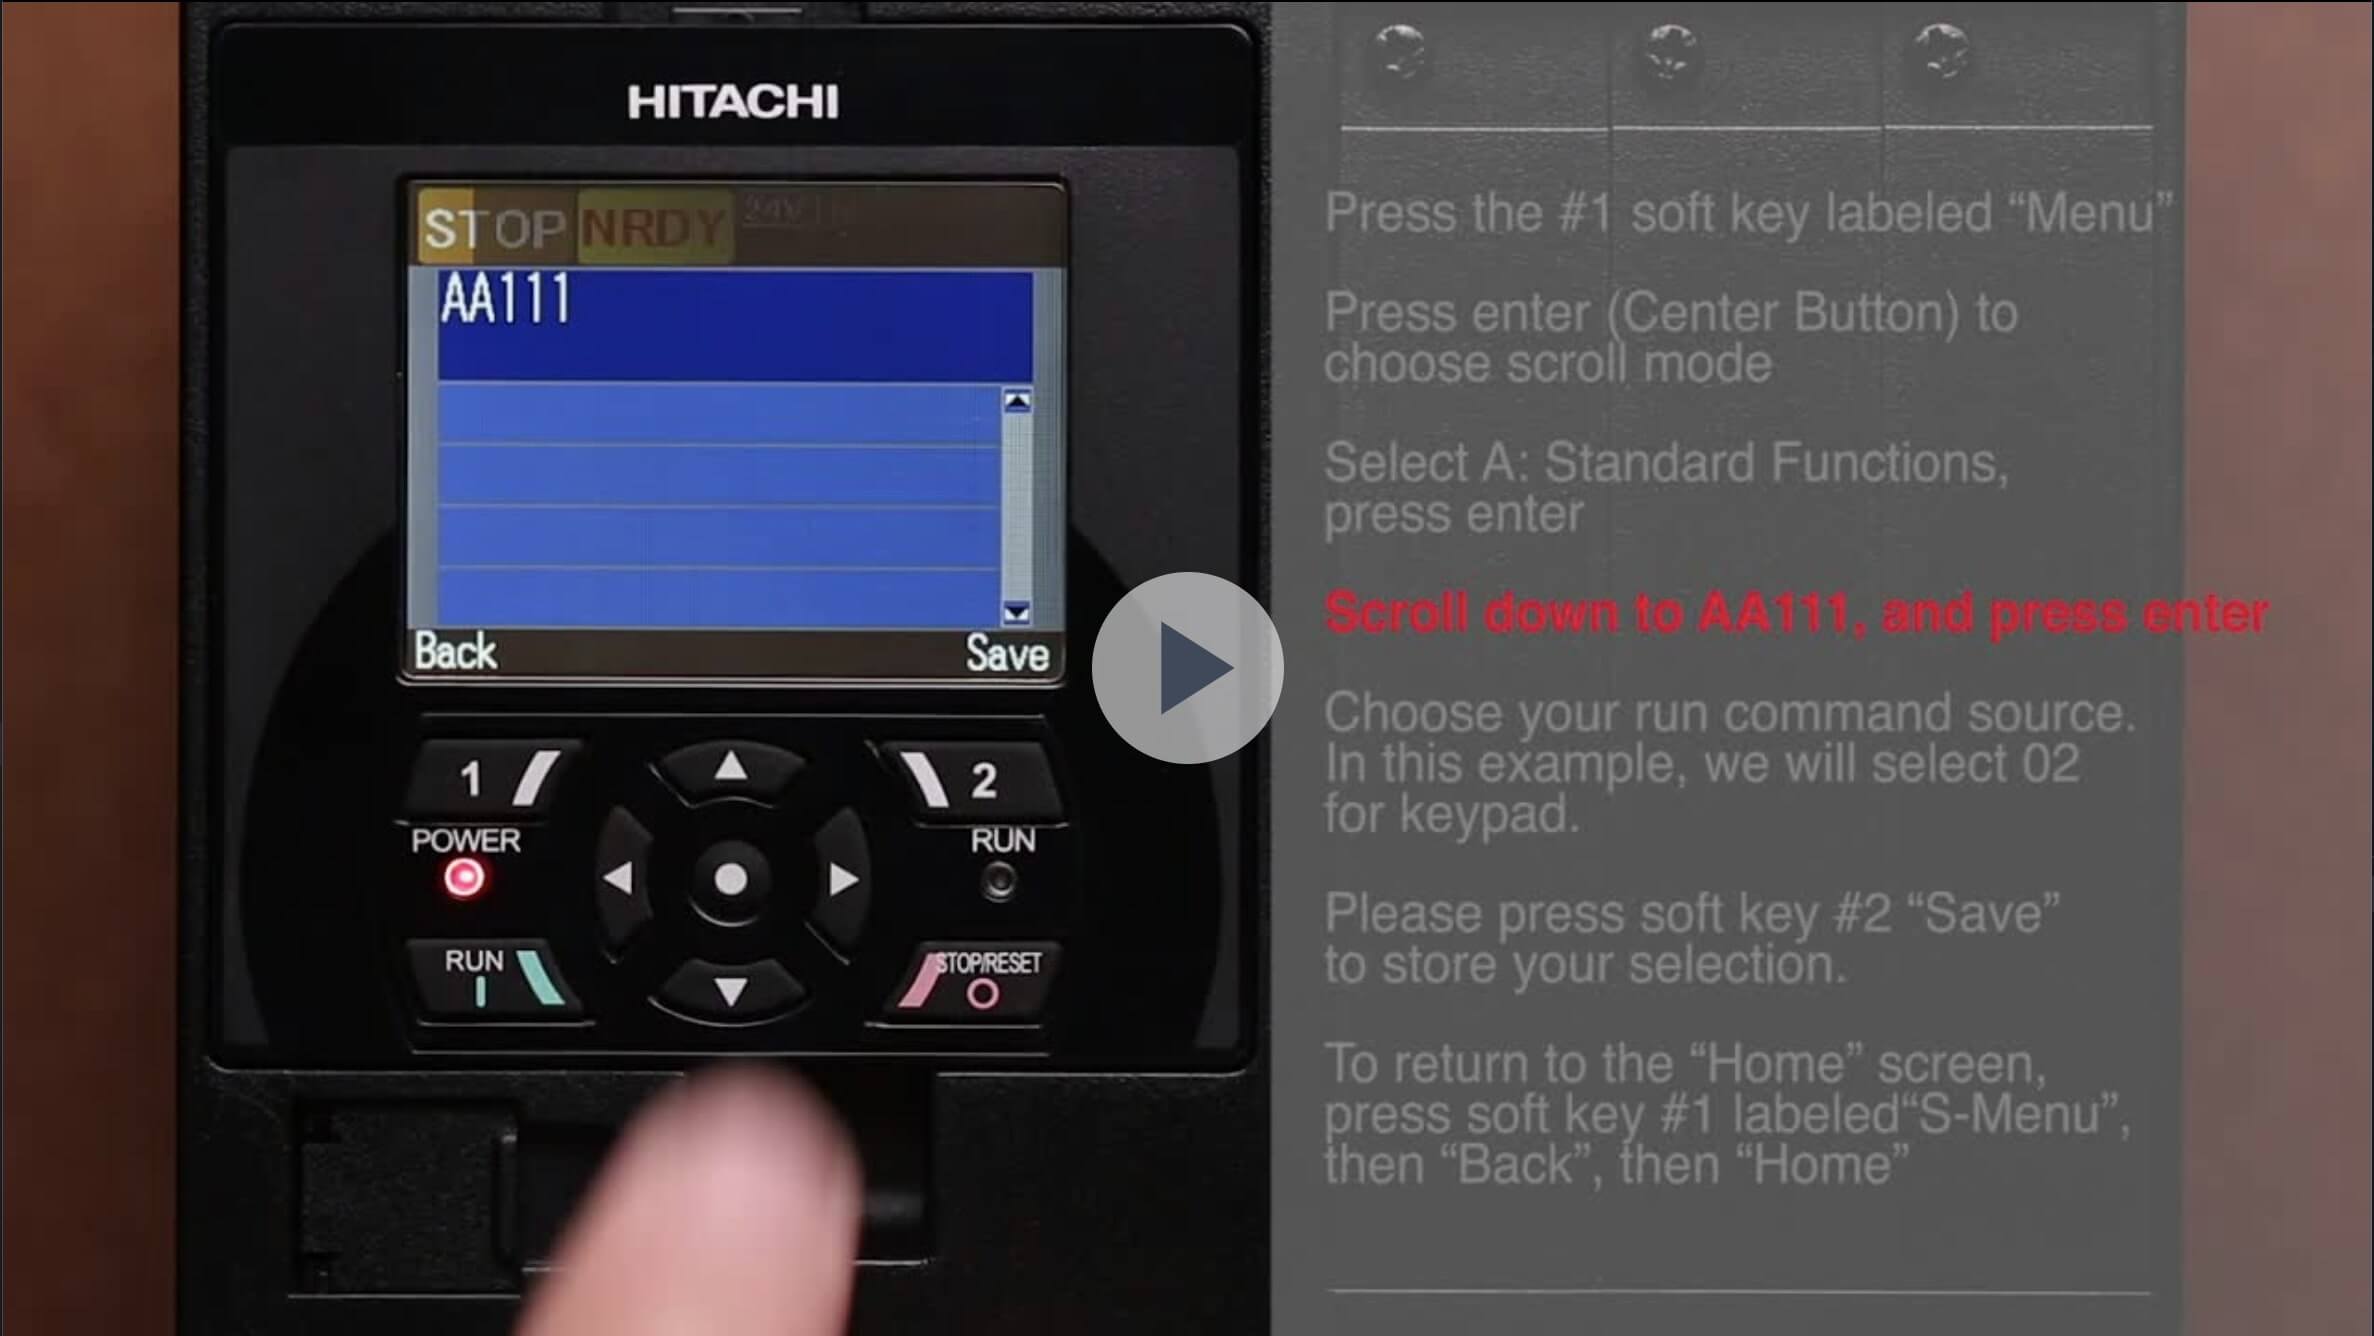 HITACHI
STOP NRDY
AA111
Back Save
1 2
POWER RUN
RUN STOP/RESET
Press the #1 soft key labeled “Menu”
Press enter (Center Button) to
choose scroll mode
Select A: Standard Functions,
press enter
Scroll down to AA111, and press enter
Choose your run command source.
In this example, we will select 02
for keypad.
Please press soft key #2 “Save”
to store your selection.
To return to the “Home” screen,
press soft key #1 labeled“S-Menu”,
then “Back”, then “Home”